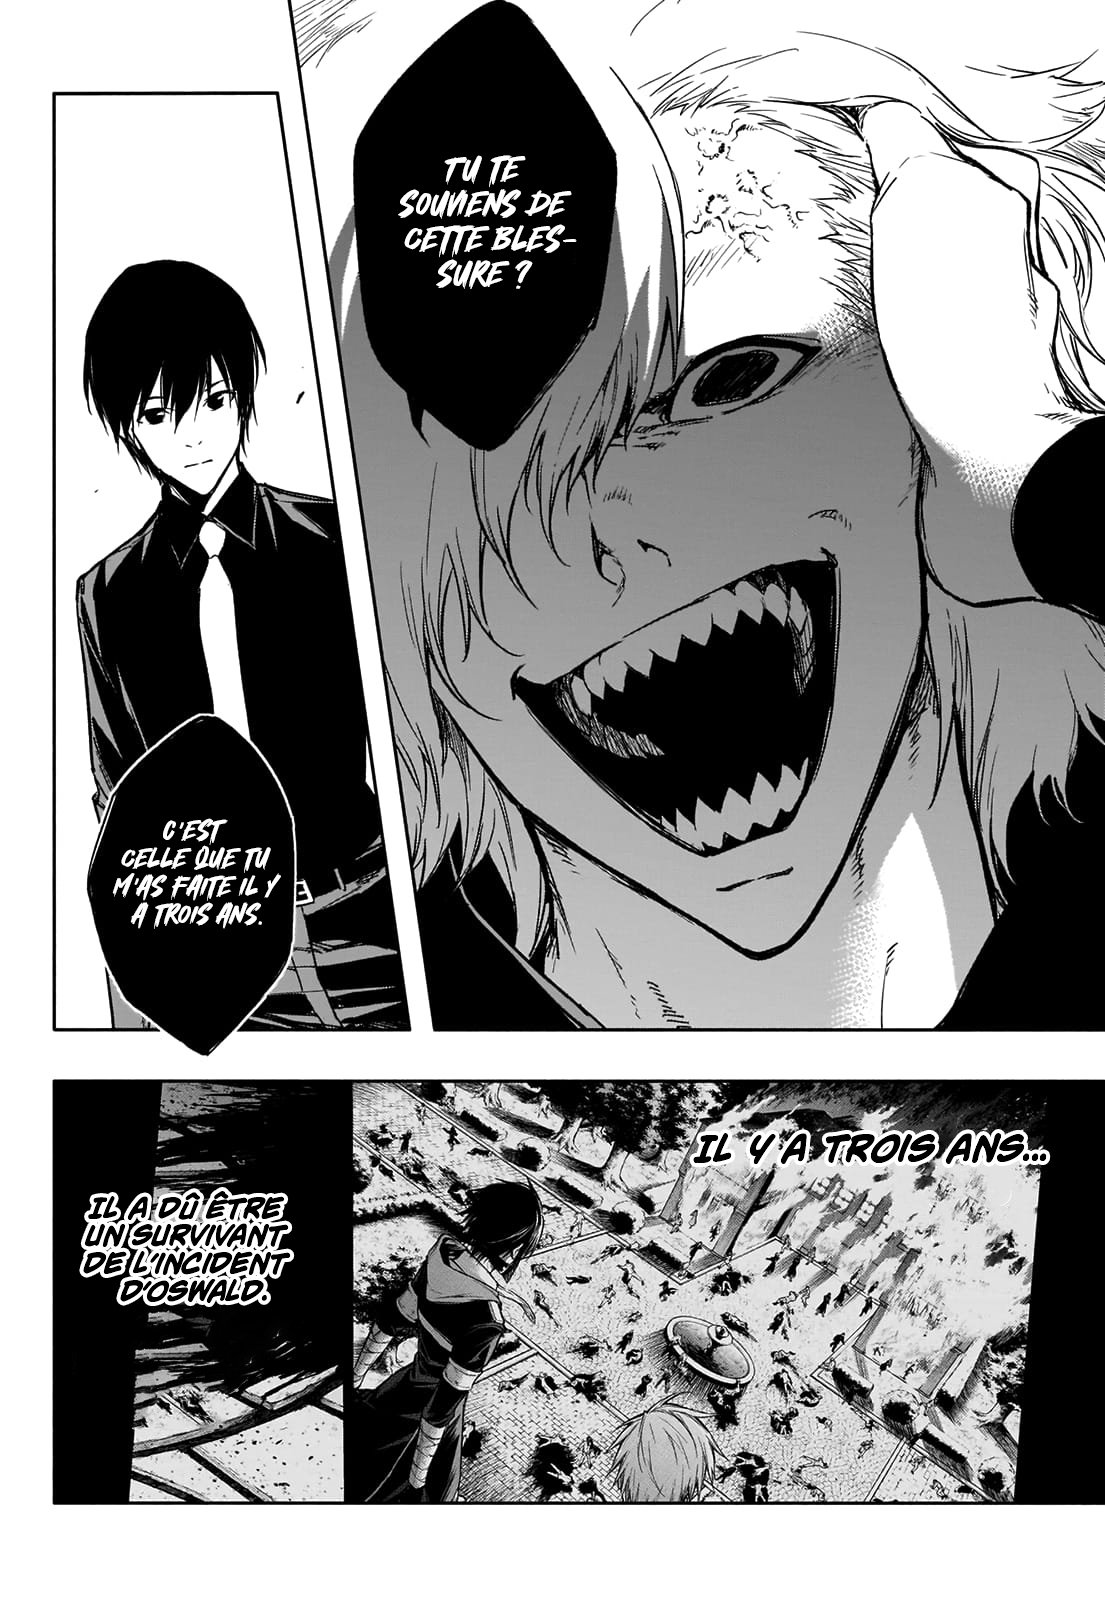 TU TE
SOUVIENS DE
CETTE BLES-
SURE ?
C'EST
CELLE QUE TU
M'AS FAITE IL Y
A TROIS ANS.
IL Y A TROIS ANS...
IL A DÛ ÊTRE
UN SURVIVANT
DE L'INCIDENT
D'OSWALD.